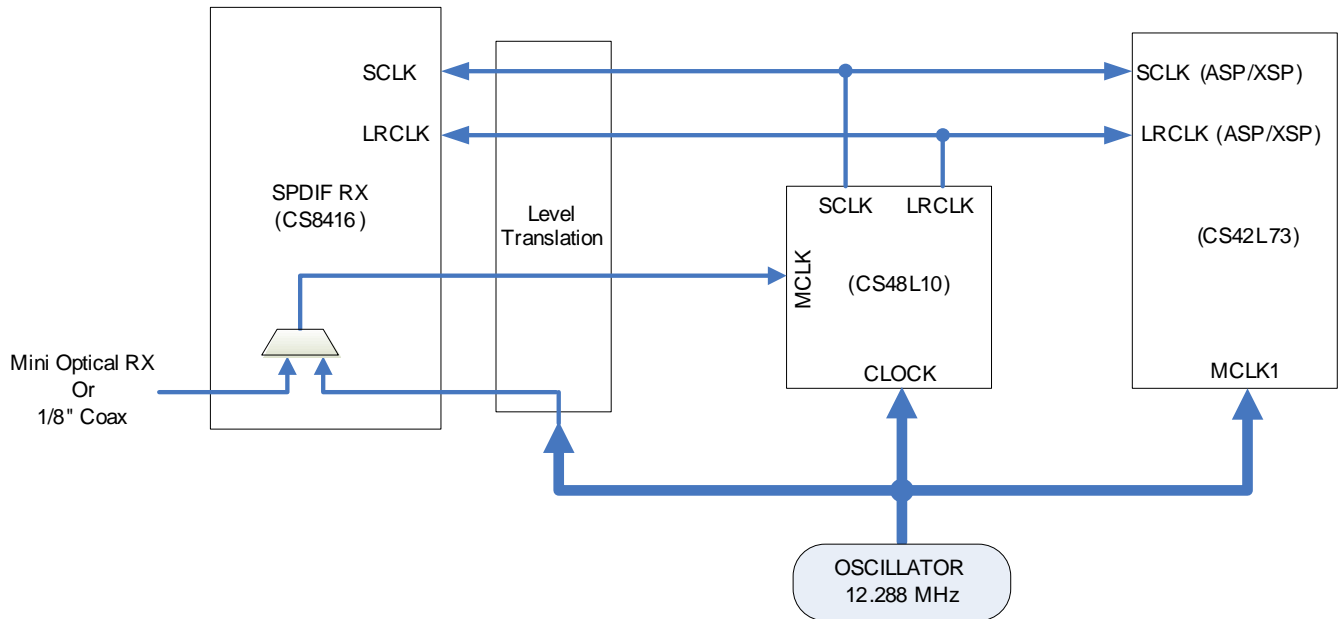 SCLK
LRCLK
SPDIF RX
(CS8416)
Mini Optical RX
Or
1/8" Coax
Level
Translation
SCLK LRCLK
MCLK
(CS48L10)
CLOCK
SCLK (ASP/XSP)
LRCLK (ASP/XSP)
(CS42L73)
MCLK1
OSCILLATOR
12.288 MHz